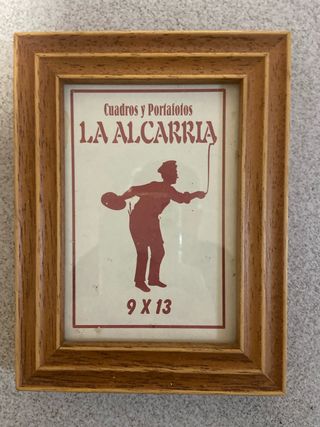 Cuadros y Portafotos
LA ALCARRIA
9 X 13